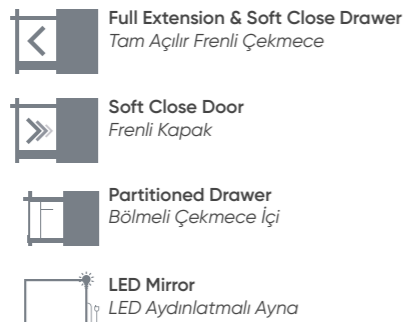 Full Extension & Soft Close Drawer
Tam Açılır Frenli Çekmece
Soft Close Door
Frenli Kapak
Partitioned Drawer
Bölmeli Çekmece İçi
LED Mirror
LED Aydınlatmalı Ayna